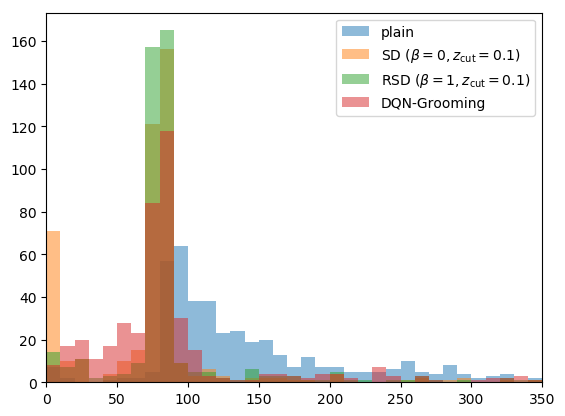 160
140
120
100
80
60
40
20
0
0 50 100 150 200 250 300 350
plain
SD (β = 0, z_cut = 0.1)
RSD (β = 1, z_cut = 0.1)
DQN-Grooming